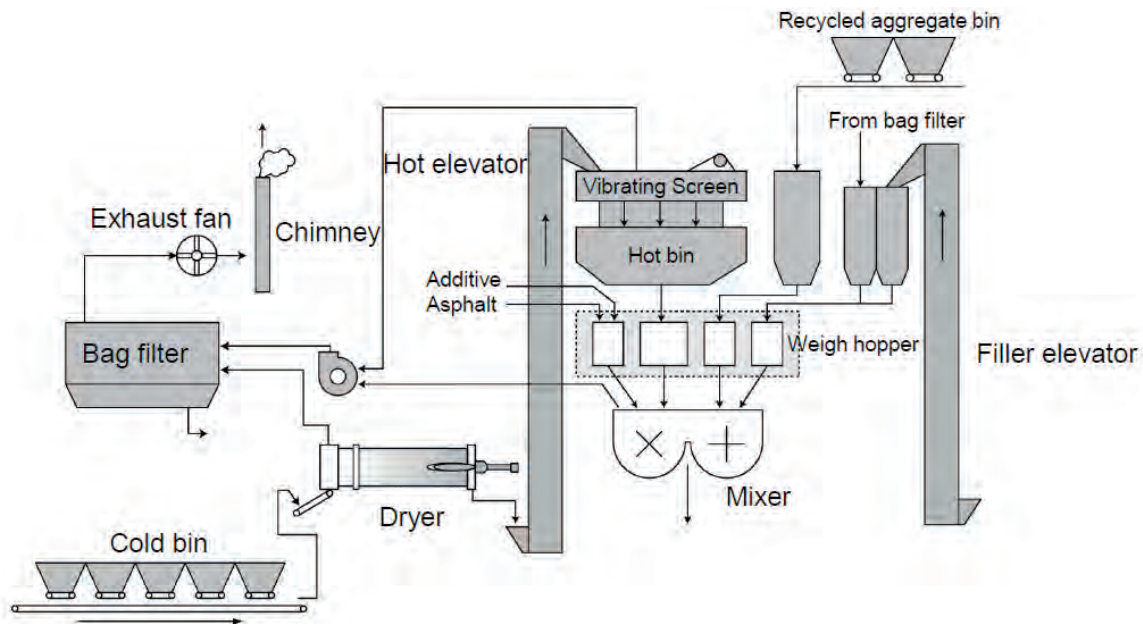 Recycled aggregate bin
From bag filter
Hot elevator
Vibrating Screen
Exhaust fan
Chimney
Hot bin
Additive
Asphalt
Bag filter
Weigh hopper
Filler elevator
Mixer
Dryer
Cold bin